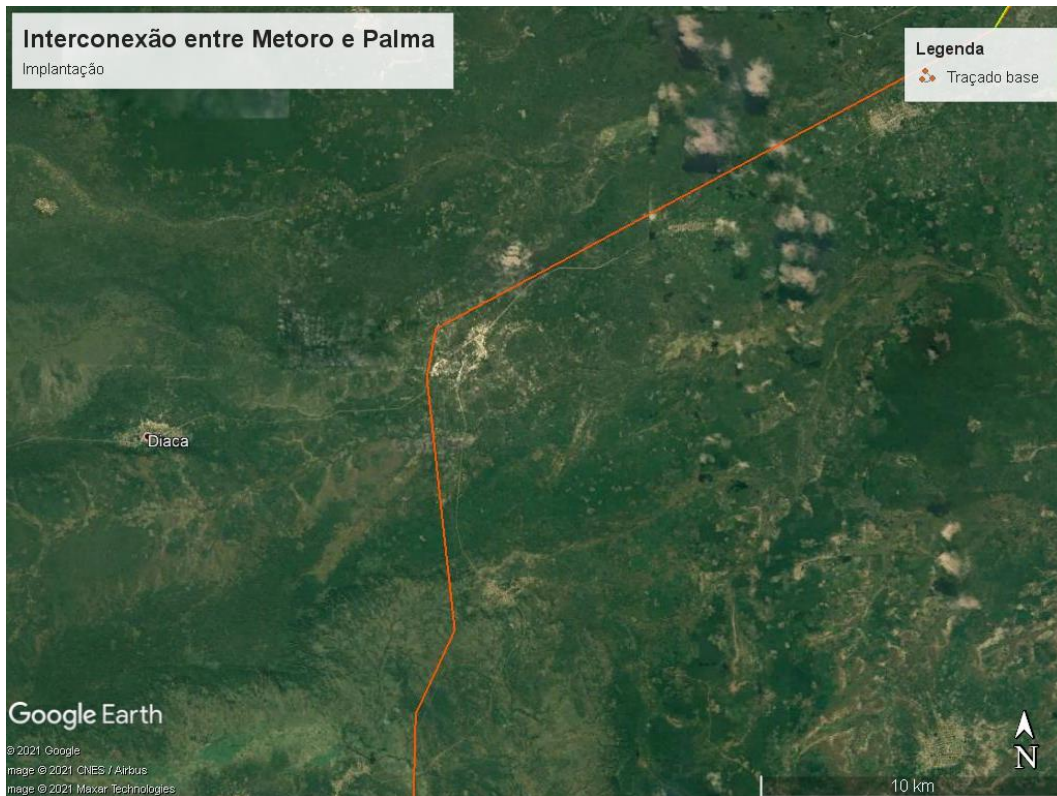 Interconexão entre Metoro e Palma
Implantação
Legenda
Traçado base
Diaca
Google Earth
© 2021 Google
mage © 2021 CNES / Airbus
mage © 2021 Maxar Technologies
N
10 km